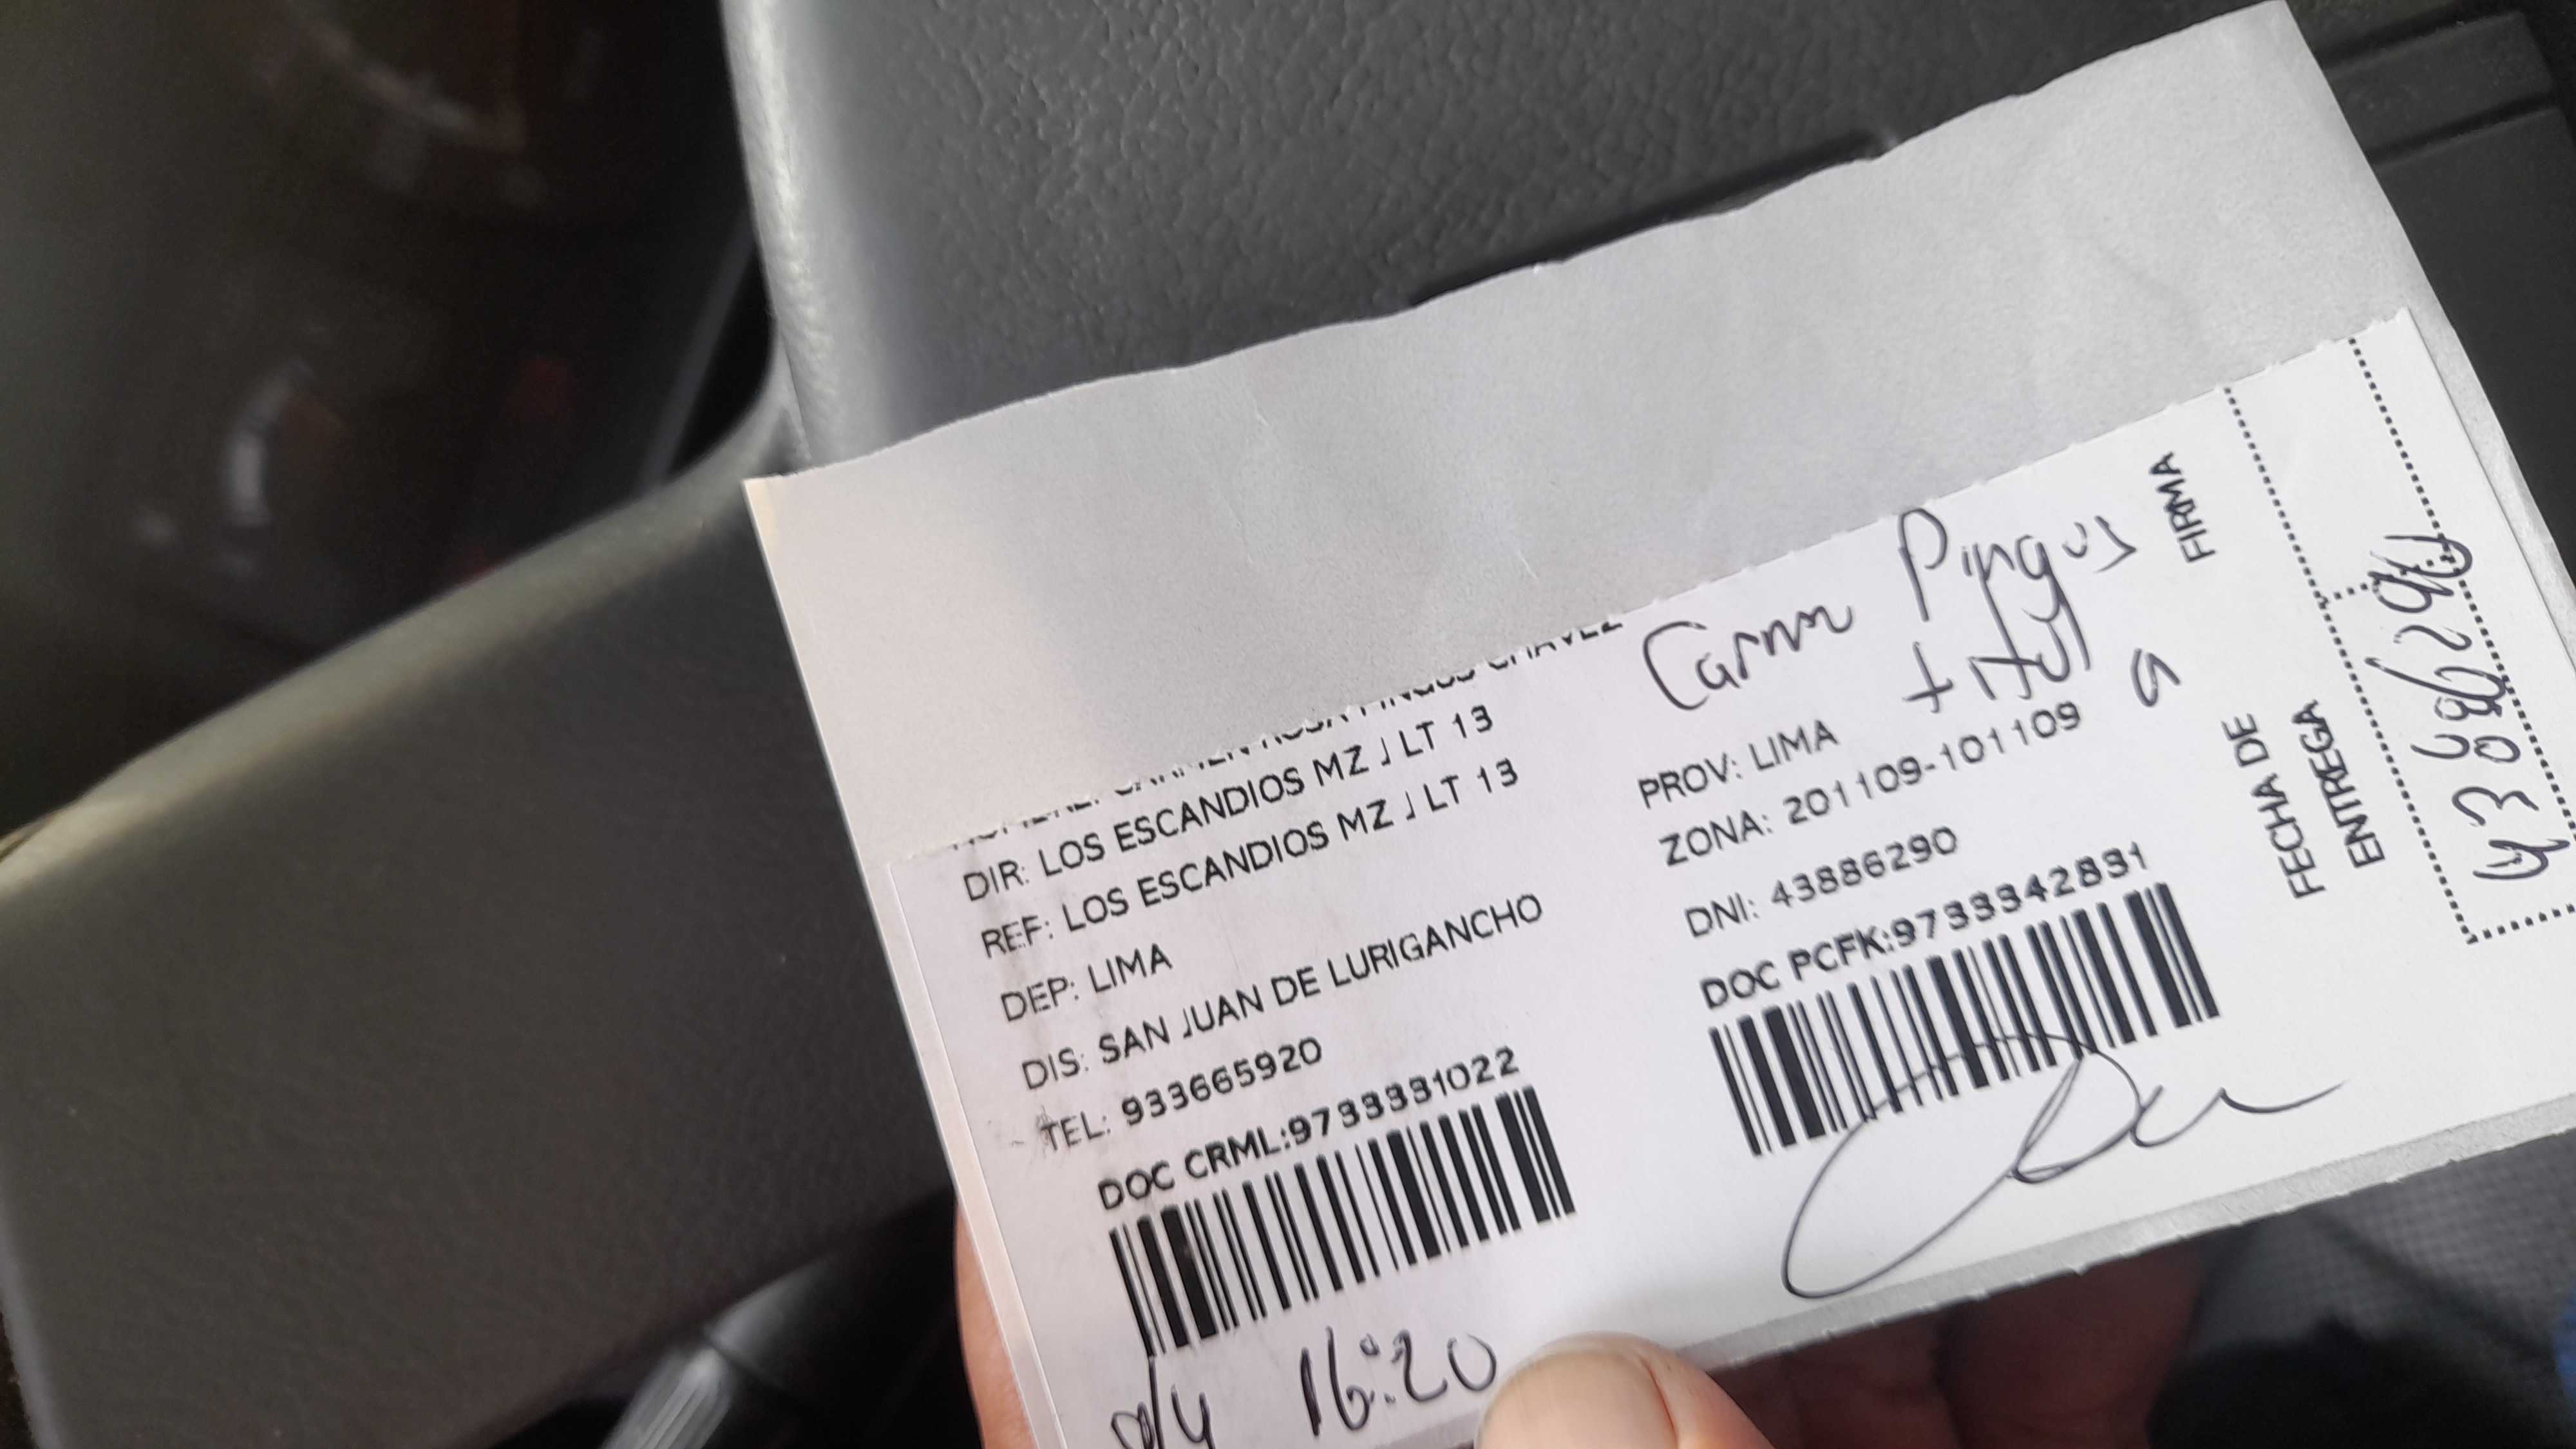 CHAVEZ
DIR: LOS ESCANDIOS MZ J LT 13
REF: LOS ESCANDIOS MZ J LT 13
DEP: LIMA
DIS: SAN JUAN DE LURIGANCHO
TEL: 933665920
DOC CRML:9733331022
16:20
Pingus
PROV: LIMA
ZONA: 201109-101109
DNI: 43886290
DOC PCFK:9733342831
FIRMA
FECHA DE
ENTREGA